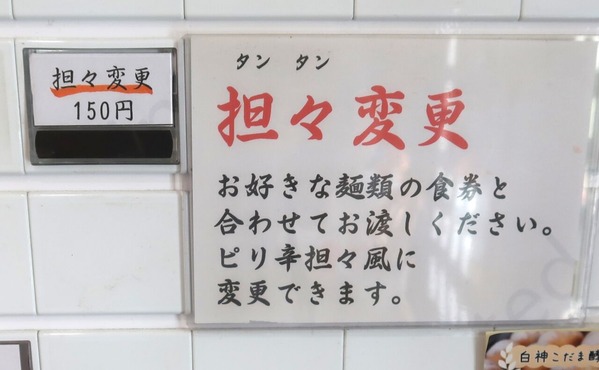 担々変更
150円
タン タン
担々変更
お好きな麺類の食券と
合わせてお渡しください。
ピリ辛担々風に
変更できます。
白神こだま酵